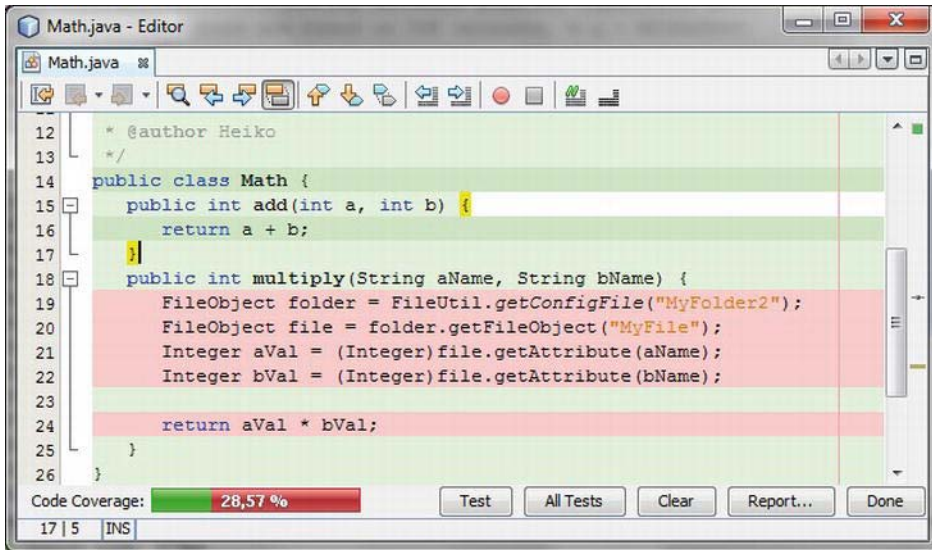 Math.java - Editor
Math.java
12 * @author Heiko
13 */
14 public class Math {
15 public int add(int a, int b) {
16 return a + b;
17 }
18 public int multiply(String aName, String bName) {
19 FileObject folder = FileUtil.getConfigFile("MyFolder2");
20 FileObject file = folder.getFileObject("MyFile");
21 Integer aVal = (Integer)file.getAttribute(aName);
22 Integer bVal = (Integer)file.getAttribute(bName);
23
24 return aVal * bVal;
25 }
26 }
Code Coverage: 28,57 % Test All Tests Clear Report... Done
17 | 5 INS